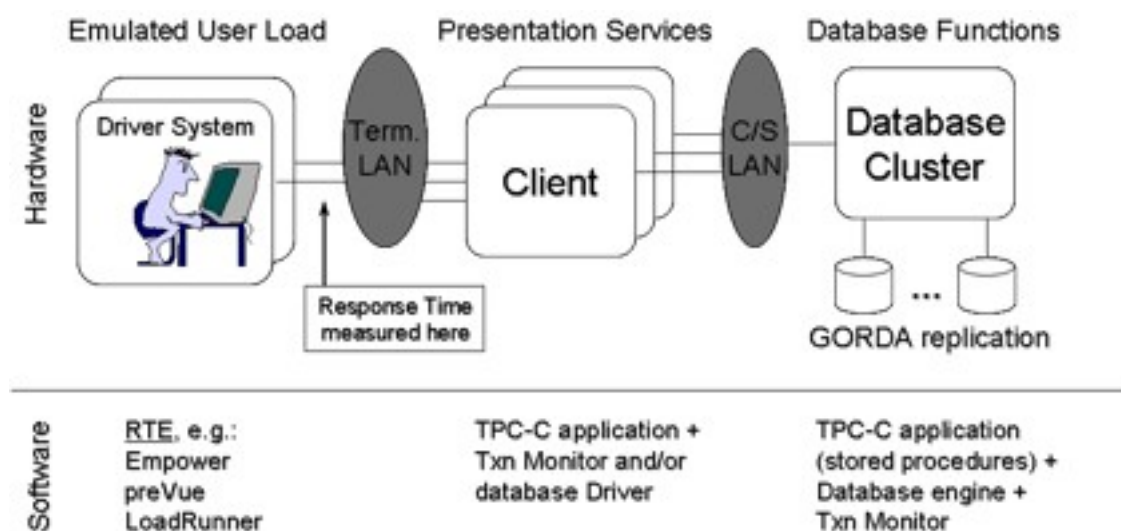 Emulated User Load
Presentation Services
Database Functions
Hardware
Driver System
Term.
LAN
Client
C/S
LAN
Database
Cluster
Response Time
measured here
...
GORDA replication
Software
RTE, e.g.:
Empower
preVue
LoadRunner
TPC-C application +
Txn Monitor and/or
database Driver
TPC-C application
(stored procedures) +
Database engine +
Txn Monitor